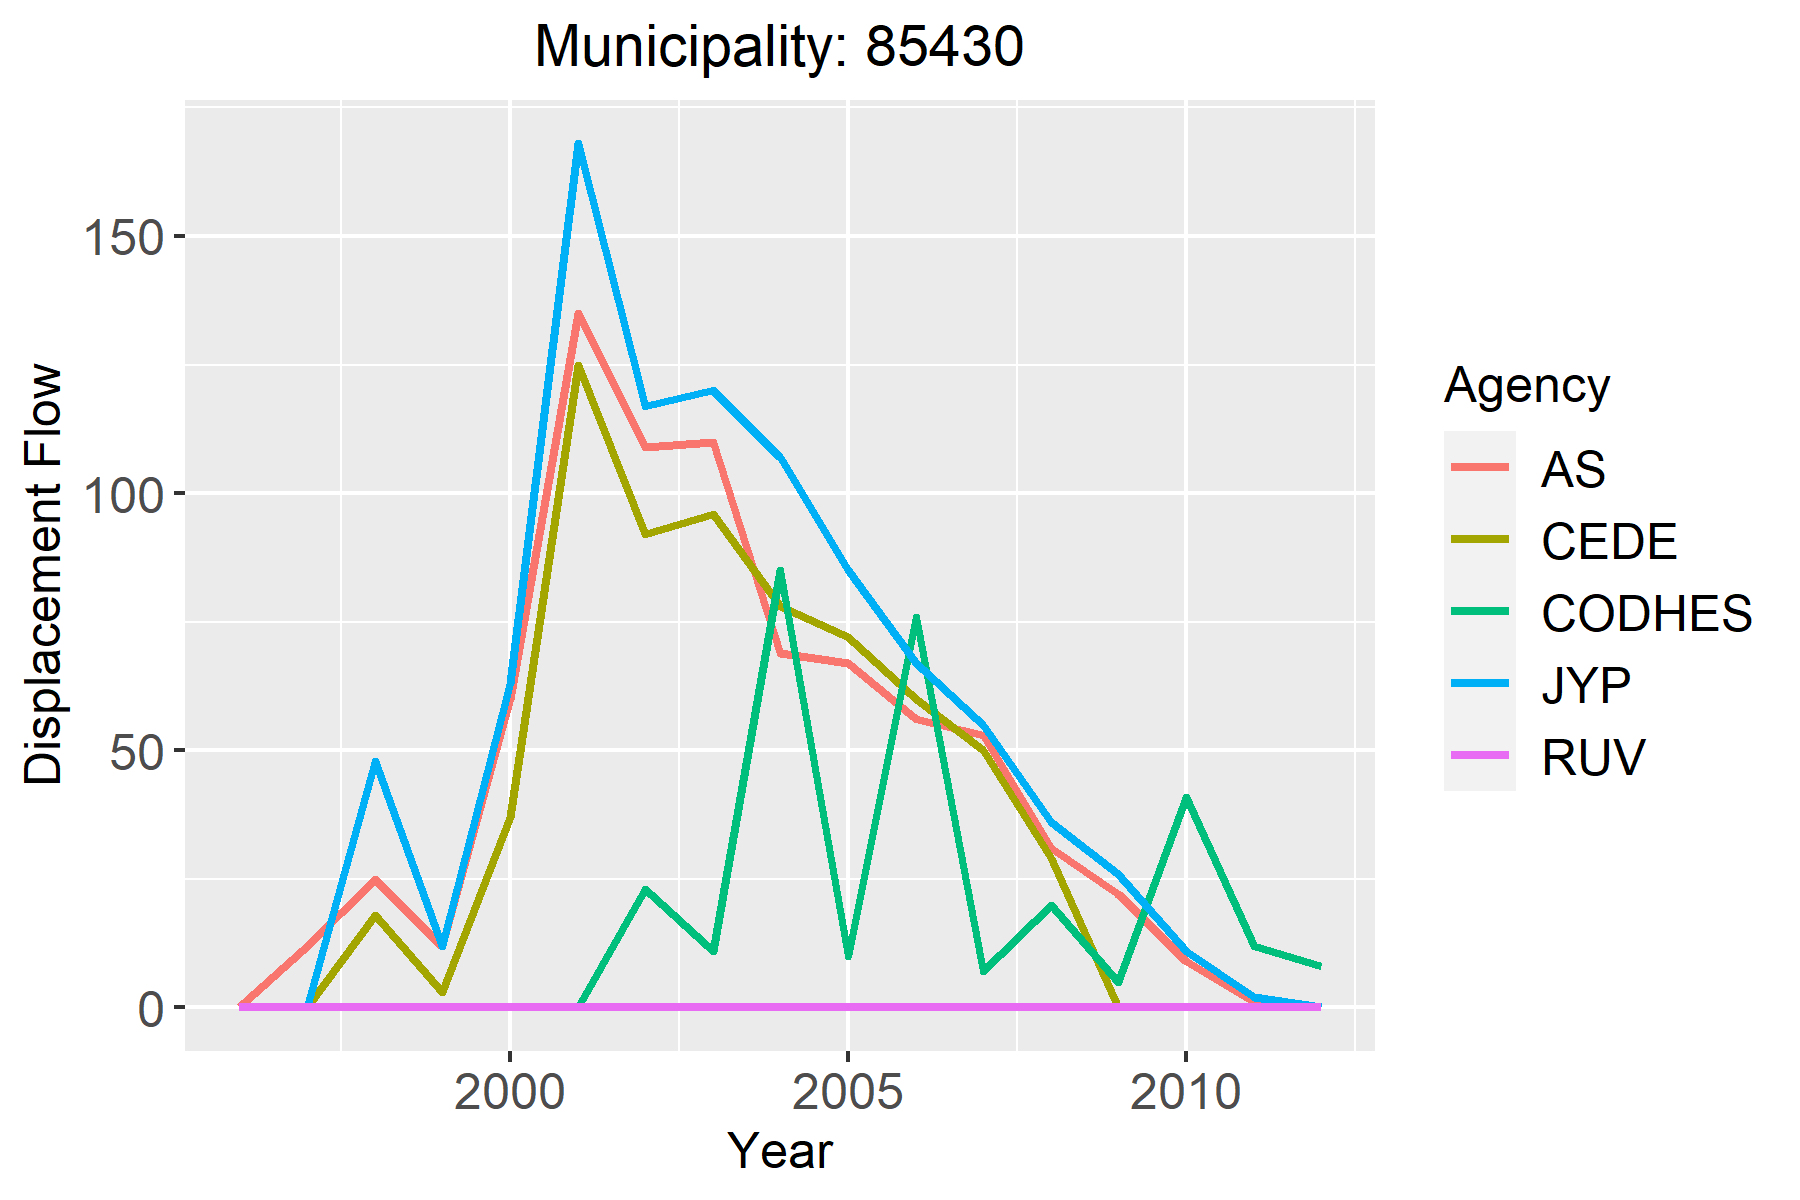 Municipality: 85430
Displacement Flow
150
100
50
0
2000 2005 2010
Year
Agency
AS
CEDE
CODHES
JYP
RUV